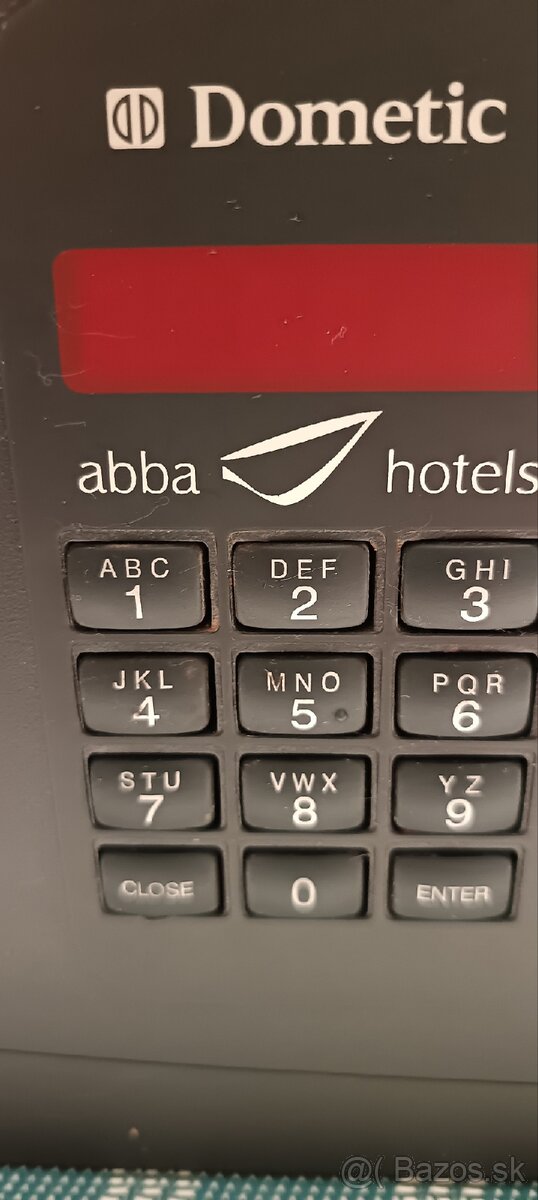 Dometic
abba hotels
ABC DEF GHI
1 2 3
JKL MNO PQR
4 5 6
STU VWX YZ
7 8 9
CLOSE 0 ENTER
@( Bazos.sk